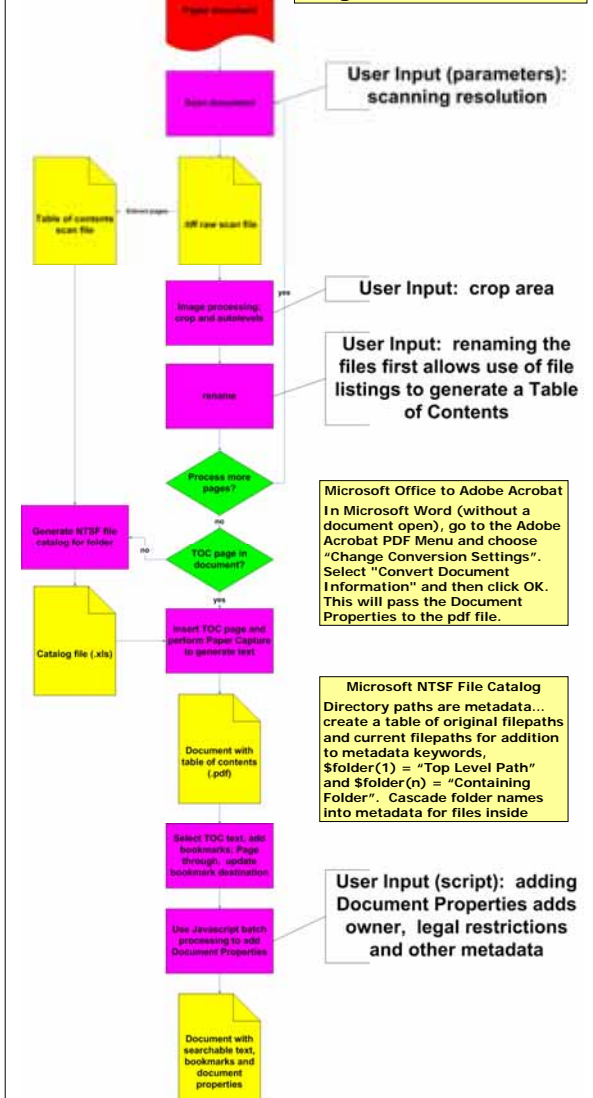 Paper document
Scan document
User Input (parameters):
scanning resolution
Table of contents
scan file
Relevant pages
.tiff raw scan file
yes
Image processing:
crop and autolevels
User Input: crop area
rename
User Input: renaming the
files first allows use of file
listings to generate a Table
of Contents
Process more
pages?
no
Generate NTSF file
catalog for folder
no
TOC page in
document?
yes
Microsoft Office to Adobe Acrobat
In Microsoft Word (without a
document open), go to the Adobe
Acrobat PDF Menu and choose
“Change Conversion Settings”.
Select "Convert Document
Information" and then click OK.
This will pass the Document
Properties to the pdf file.
Catalog file (.xls)
Insert TOC page and
perform Paper Capture
to generate text
Document with
table of contents
(.pdf)
Microsoft NTSF File Catalog
Directory paths are metadata...
create a table of original filepaths
and current filepaths for addition
to metadata keywords,
$folder(1) = “Top Level Path”
and $folder(n) = “Containing
Folder”. Cascade folder names
into metadata for files inside
Select TOC text, add
bookmarks; Page
through, update
bookmark destination
Use Javascript batch
processing to add
Document Properties
User Input (script): adding
Document Properties adds
owner, legal restrictions
and other metadata
Document with
searchable text,
bookmarks and
document
properties